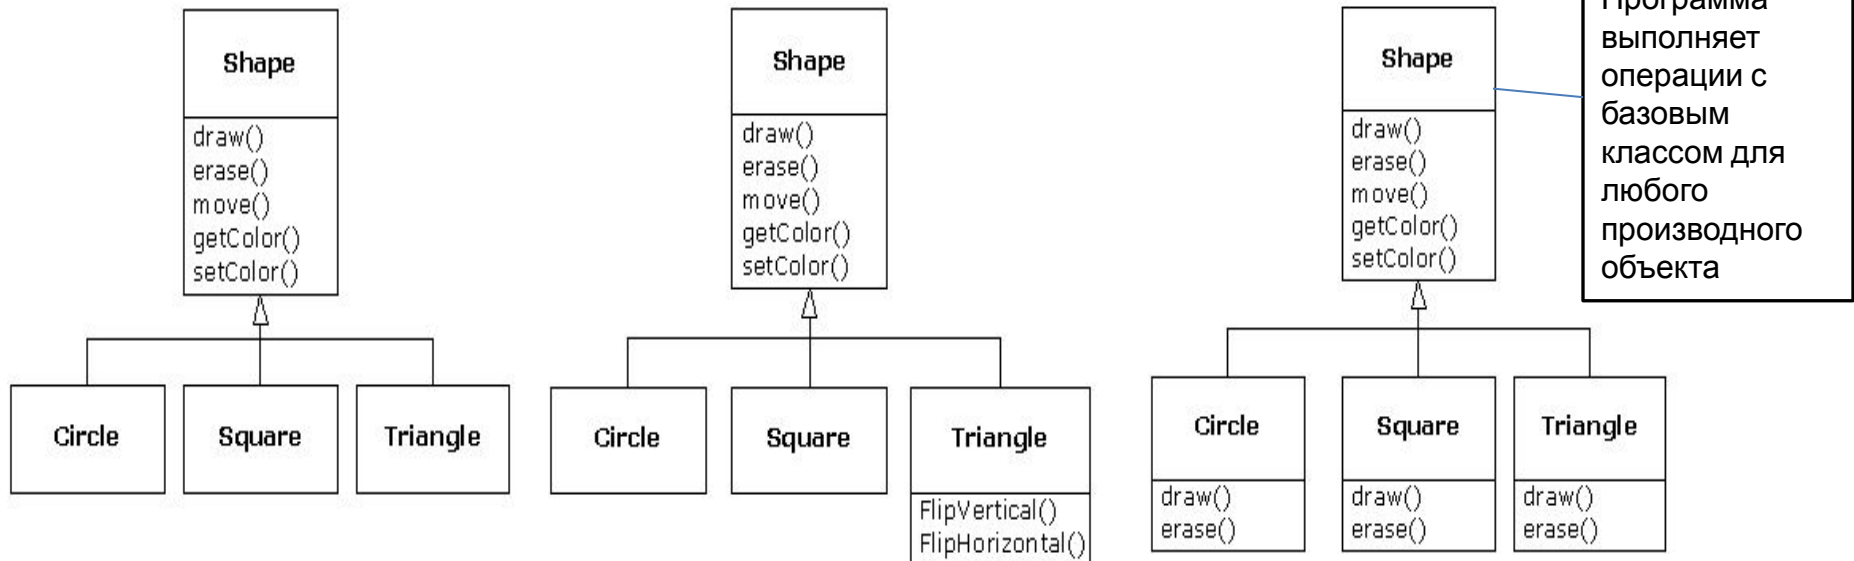 Shape
draw()
erase()
move()
getColor()
setColor()
Circle
Square
Triangle
Shape
draw()
erase()
move()
getColor()
setColor()
Circle
Square
Triangle
FlipVertical()
FlipHorizontal()
Shape
draw()
erase()
move()
getColor()
setColor()
Circle
draw()
erase()
Square
draw()
erase()
Triangle
draw()
erase()
Программа
выполняет
операции с
базовым
классом для
любого
производного
объекта